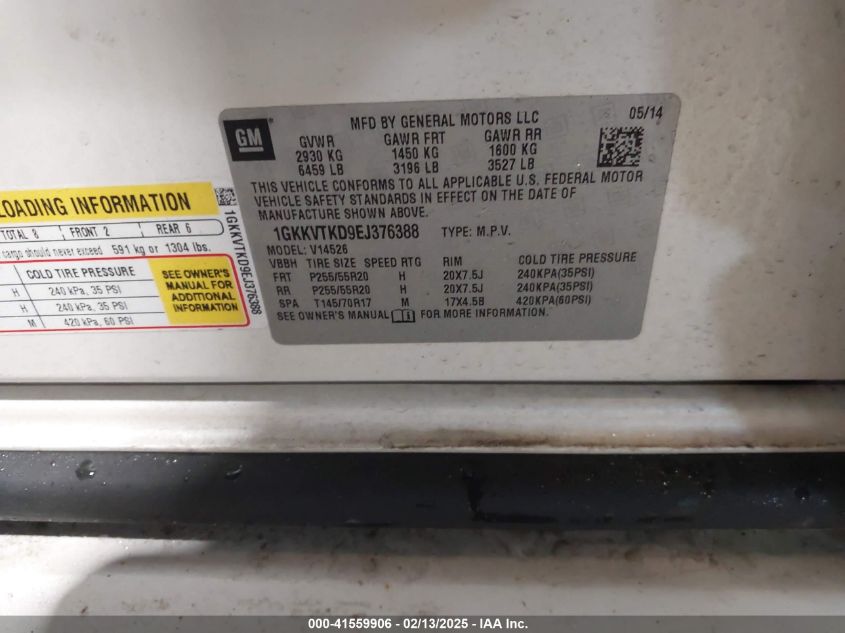 GM
MFD BY GENERAL MOTORS LLC 05/14
GVWR GAWR FRT GAWR RR
2930 KG 1450 KG 1600 KG
6459 LB 3196 LB 3527 LB
THIS VEHICLE CONFORMS TO ALL APPLICABLE U.S. FEDERAL MOTOR
VEHICLE SAFETY STANDARDS IN EFFECT ON THE DATE OF
MANUFACTURE SHOWN ABOVE.
1GKKVTKD9EJ376388 TYPE: M.P.V.
MODEL: V14526
VBBH TIRE SIZE SPEED RTG RIM COLD TIRE PRESSURE
FRT P255/55R20 H 20X7.5J 240KPA(35PSI)
RR P255/55R20 H 20X7.5J 240KPA(35PSI)
SPA T145/70R17 M 17X4.5B 420KPA(60PSI)
SEE OWNER'S MANUAL FOR MORE INFORMATION.
LOADING INFORMATION
TOTAL 8 FRONT 2 REAR 6
cargo should never exceed 591 kg or 1304 lbs.
COLD TIRE PRESSURE
H 240 kPa, 35 PSI
H 240 kPa, 35 PSI
M 420 kPa, 60 PSI
SEE OWNER'S
MANUAL FOR
ADDITIONAL
INFORMATION
1GKKVTKD9EJ376388
000-41559906 - 02/13/2025 - IAA Inc.